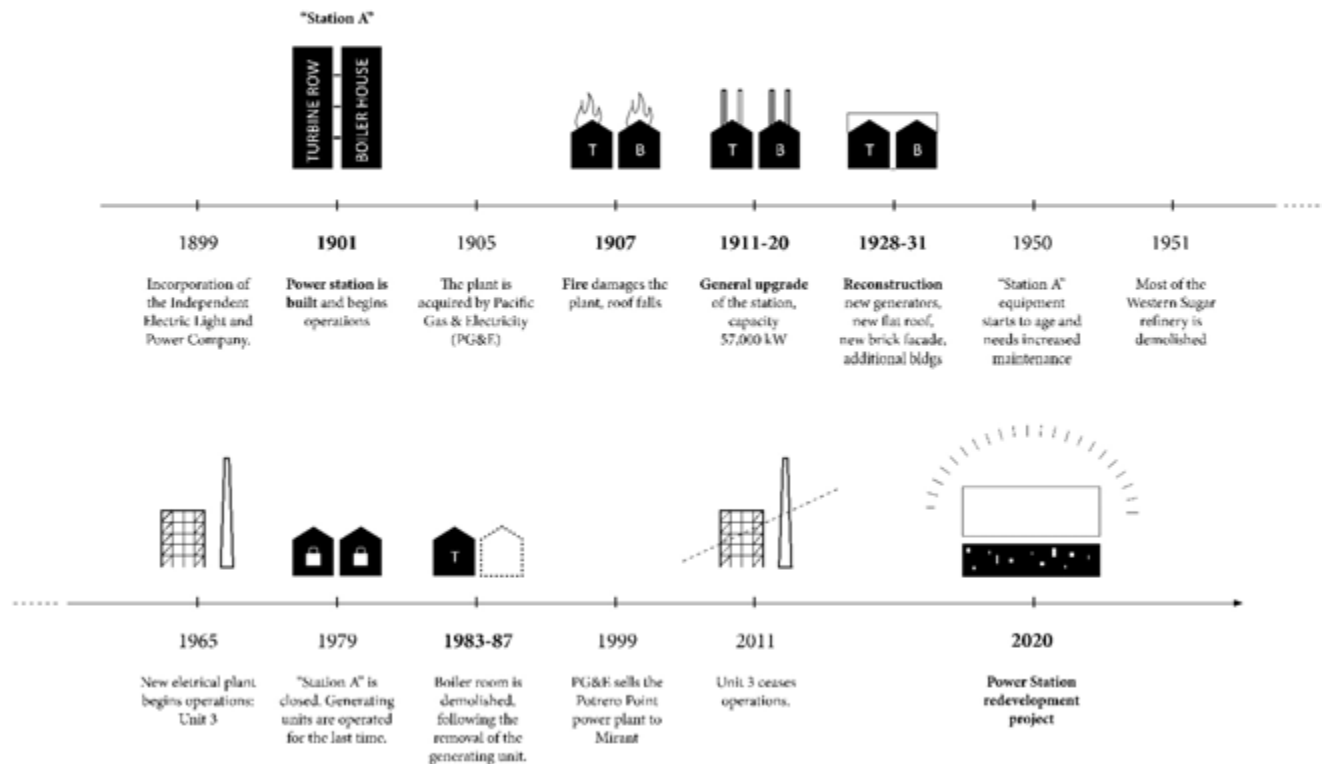 "Station A"
TURBINE ROW
BOILER HOUSE
T
B
T
B
T
B
1899
Incorporation of
the Independent
Electric Light and
Power Company.
1901
Power station is
built and begins
operations
1905
The plant is
acquired by Pacific
Gas & Electricity
(PG&E)
1907
Fire damages the
plant, roof falls
1911-20
General upgrade
of the station,
capacity
57,000 kW
1928-31
Reconstruction
new generators,
new flat roof,
new brick facade,
additional bldgs
1950
"Station A"
equipment
starts to age and
needs increased
maintenance
1951
Most of the
Western Sugar
refinery is
demolished
T
1965
New eletrical plant
begins operations:
Unit 3
1979
"Station A" is
closed. Generating
units are operated
for the last time.
1983-87
Boiler room is
demolished,
following the
removal of the
generating unit.
1999
PG&E sells the
Potrero Point
power plant to
Mirant
2011
Unit 3 ceases
operations.
2020
Power Station
redevelopment
project